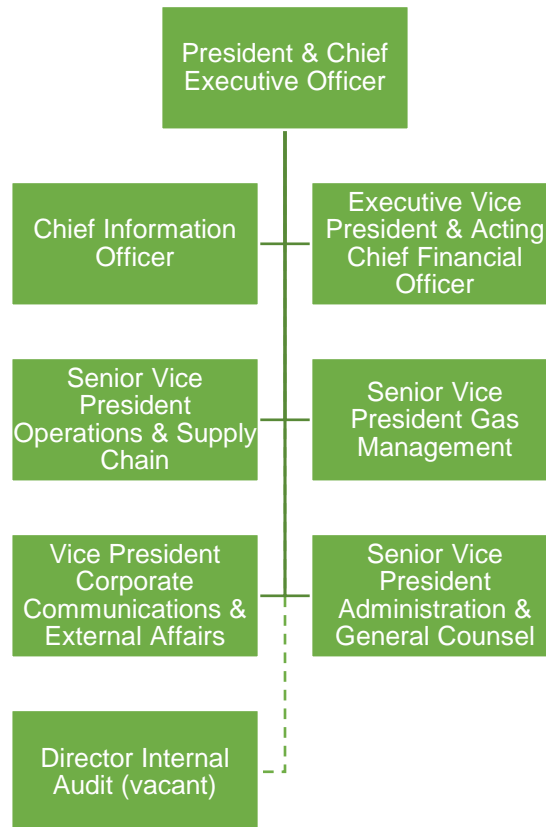 President & Chief
Executive Officer
Chief Information
Officer
Executive Vice
President & Acting
Chief Financial
Officer
Senior Vice
President
Operations & Supply
Chain
Senior Vice
President Gas
Management
Vice President
Corporate
Communications &
External Affairs
Senior Vice
President
Administration &
General Counsel
Director Internal
Audit (vacant)